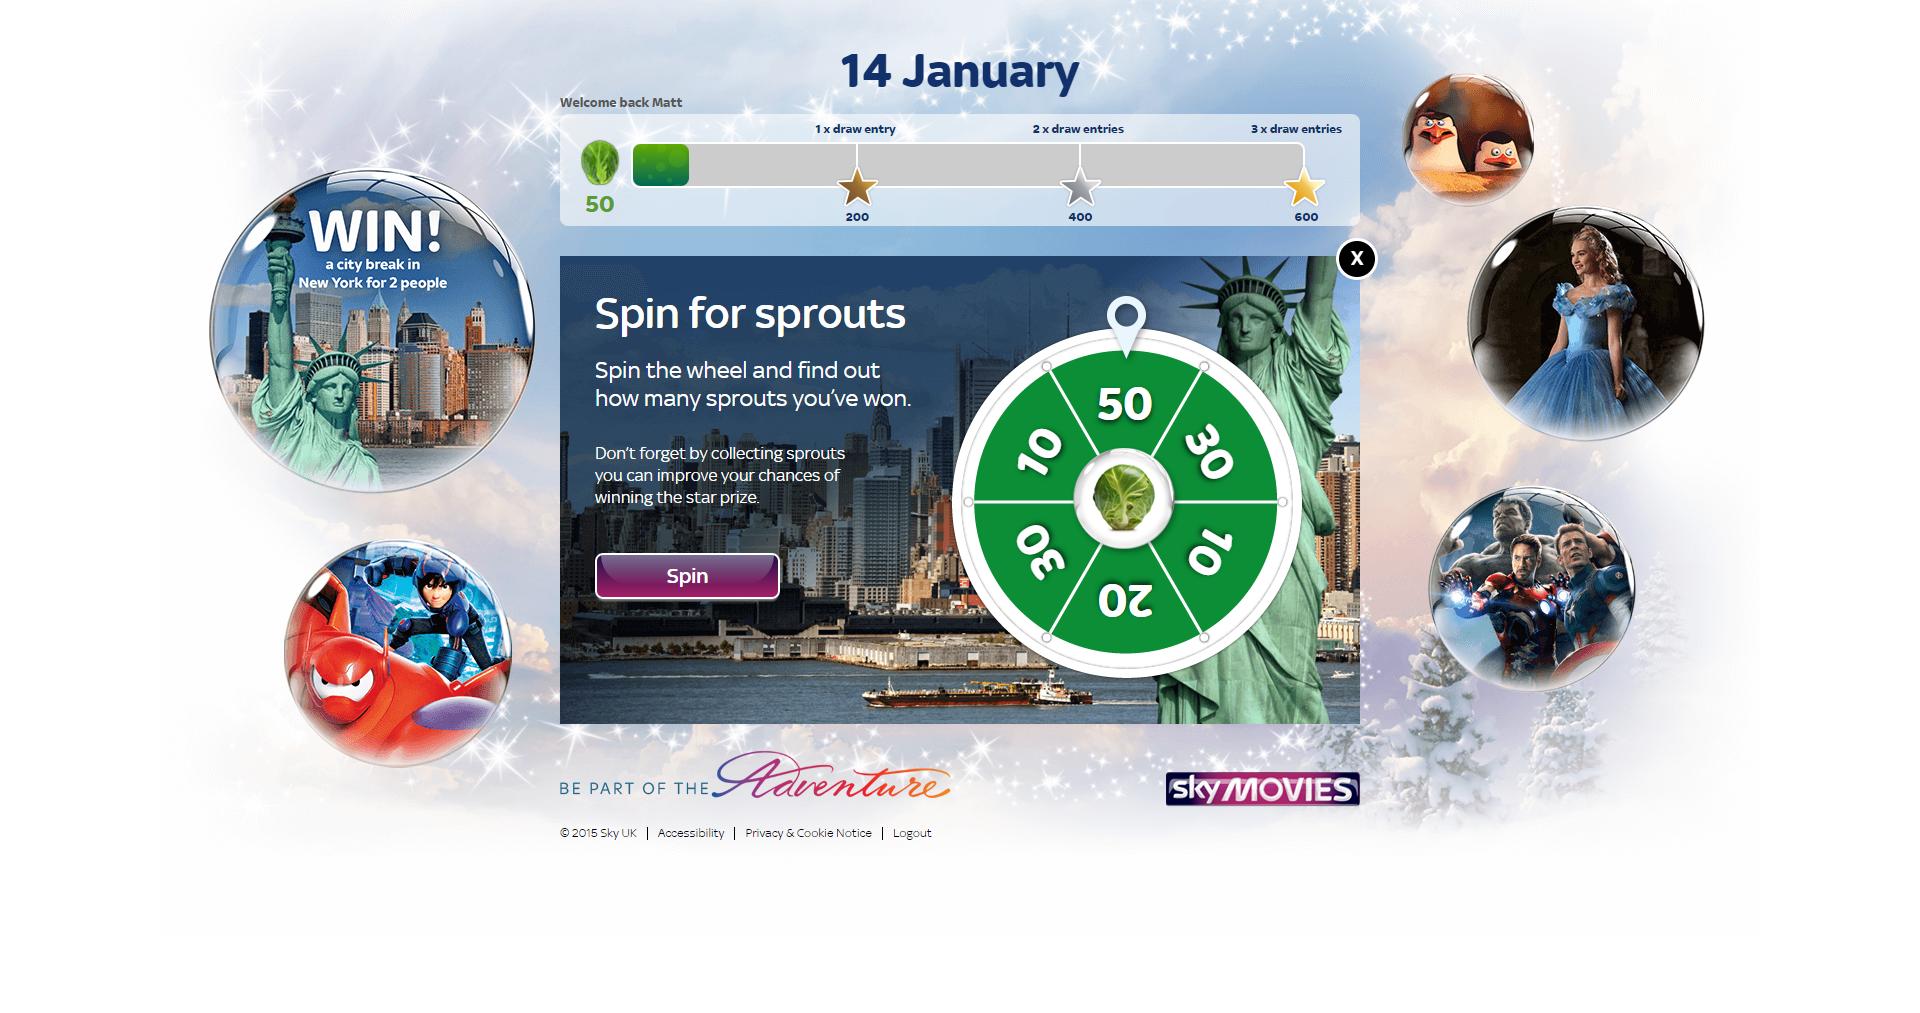 14 January
Welcome back Matt
1 x draw entry
2 x draw entries
3 x draw entries
50
200
400
600
WIN!
a city break in
New York for 2 people
X
Spin for sprouts
Spin the wheel and find out
how many sprouts you've won.
Don't forget by collecting sprouts
you can improve your chances of
winning the star prize.
Spin
50
30
10
20
30
10
BE PART OF THE Adventure
sky MOVIES
© 2015 Sky UK | Accessibility | Privacy & Cookie Notice | Logout